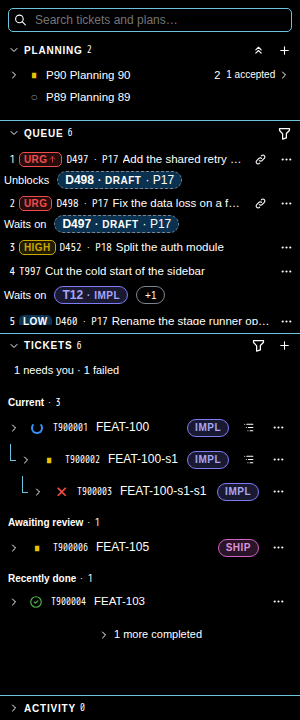 Search tickets and planning…
PLANNING 2
P90 Planning 90 2 1 accepted
P89 Planning 89
QUEUE 6
1 URG↑ D497 · P17 Add the shared retry …
Unblocks D498 · DRAFT · P17
2 URG D498 · P17 Fix the data loss on a f…
Waits on D497 · DRAFT · P17
3 HIGH D452 · P18 Split the auth module
4 T997 Cut the cold start of the sidebar
Waits on T12 · IMPL +1
5 LOW D460 · P17 Rename the stage runner op…
TICKETS 6
1 needs you · 1 failed
Current · 3
T900001 FEAT-100 IMPL
T900002 FEAT-100-s1 IMPL
T900003 FEAT-100-s1-s1 IMPL
Awaiting review · 1
T900006 FEAT-105 SHIP
Recently done · 1
T900004 FEAT-103
1 more completed
ACTIVITY 0